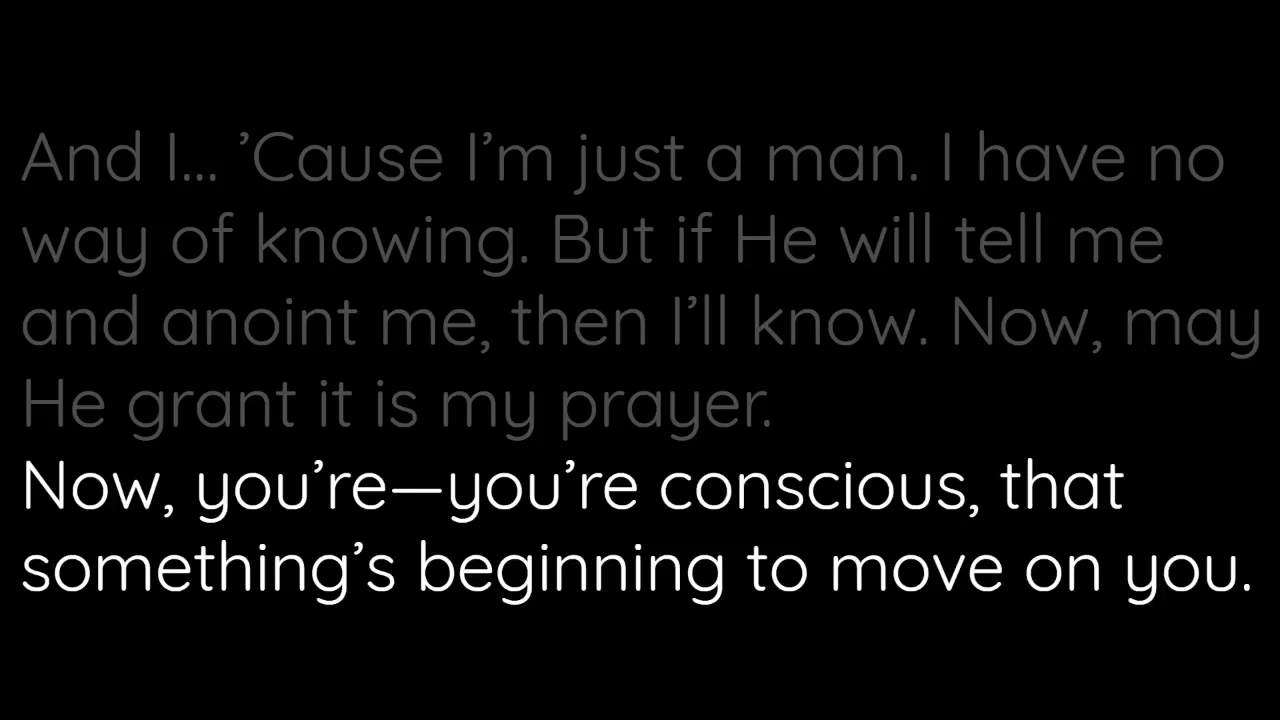 And I... ’Cause I’m just a man. I have no
way of knowing. But if He will tell me
and anoint me, then I’ll know. Now, may
He grant it is my prayer.
Now, you’re—you’re conscious, that
something’s beginning to move on you.